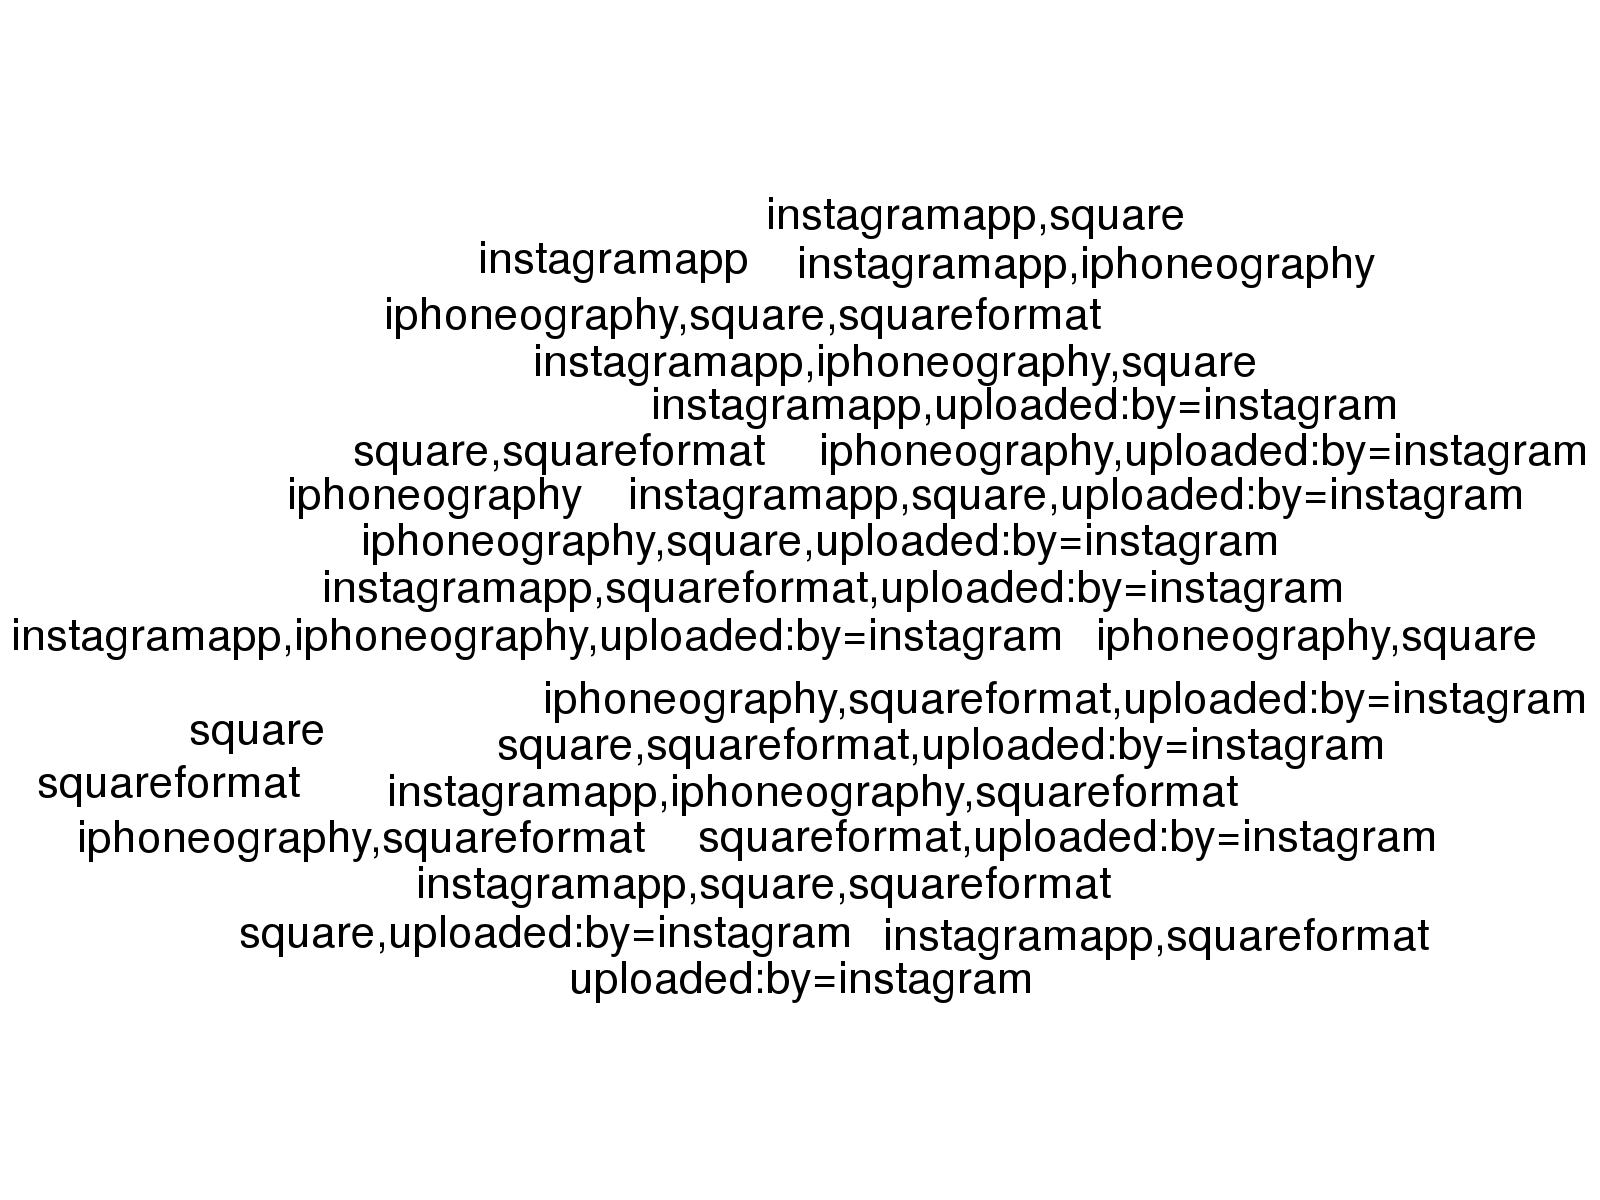 instagramapp,square
instagramapp instagramapp,iphoneography
iphoneography,square,squareformat
instagramapp,iphoneography,square
instagramapp,uploaded:by=instagram
square,squareformat iphoneography,uploaded:by=instagram
iphoneography instagramapp,square,uploaded:by=instagram
iphoneography,square,uploaded:by=instagram
instagramapp,squareformat,uploaded:by=instagram
instagramapp,iphoneography,uploaded:by=instagram iphoneography,square
iphoneography,squareformat,uploaded:by=instagram
square
square,squareformat,uploaded:by=instagram
squareformat
instagramapp,iphoneography,squareformat
iphoneography,squareformat squareformat,uploaded:by=instagram
instagramapp,square,squareformat
square,uploaded:by=instagram instagramapp,squareformat
uploaded:by=instagram